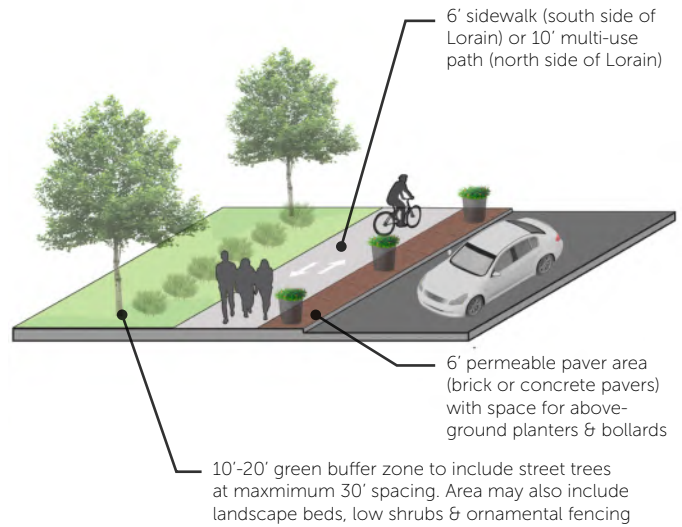 6’ sidewalk (south side of
Lorain) or 10’ multi-use
path (north side of Lorain)
6’ permeable paver area
(brick or concrete pavers)
with space for above-
ground planters & bollards
10’-20’ green buffer zone to include street trees
at maxmimum 30’ spacing. Area may also include
landscape beds, low shrubs & ornamental fencing